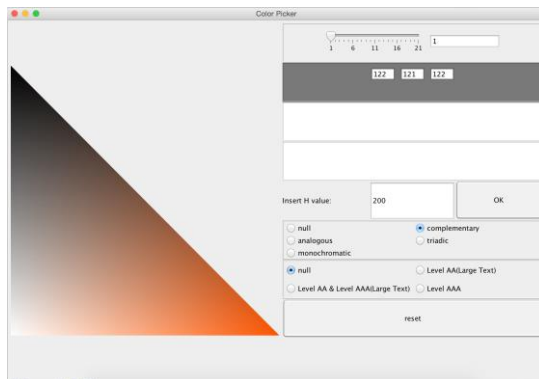 Color Picker
1 6 11 16 21
1
122 121 122
Insert H value: 200 OK
null complementary
analogous triadic
monochromatic
null Level AA(Large Text)
Level AA & Level AAA(Large Text) Level AAA
reset